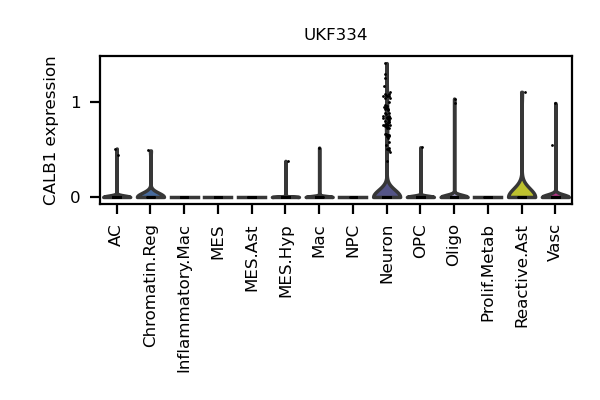 UKF334
CALB1 expression
1
0
AC
Chromatin.Reg
Inflammatory.Mac
MES
MES.Ast
MES.Hyp
Mac
NPC
Neuron
OPC
Oligo
Prolif.Metab
Reactive.Ast
Vasc